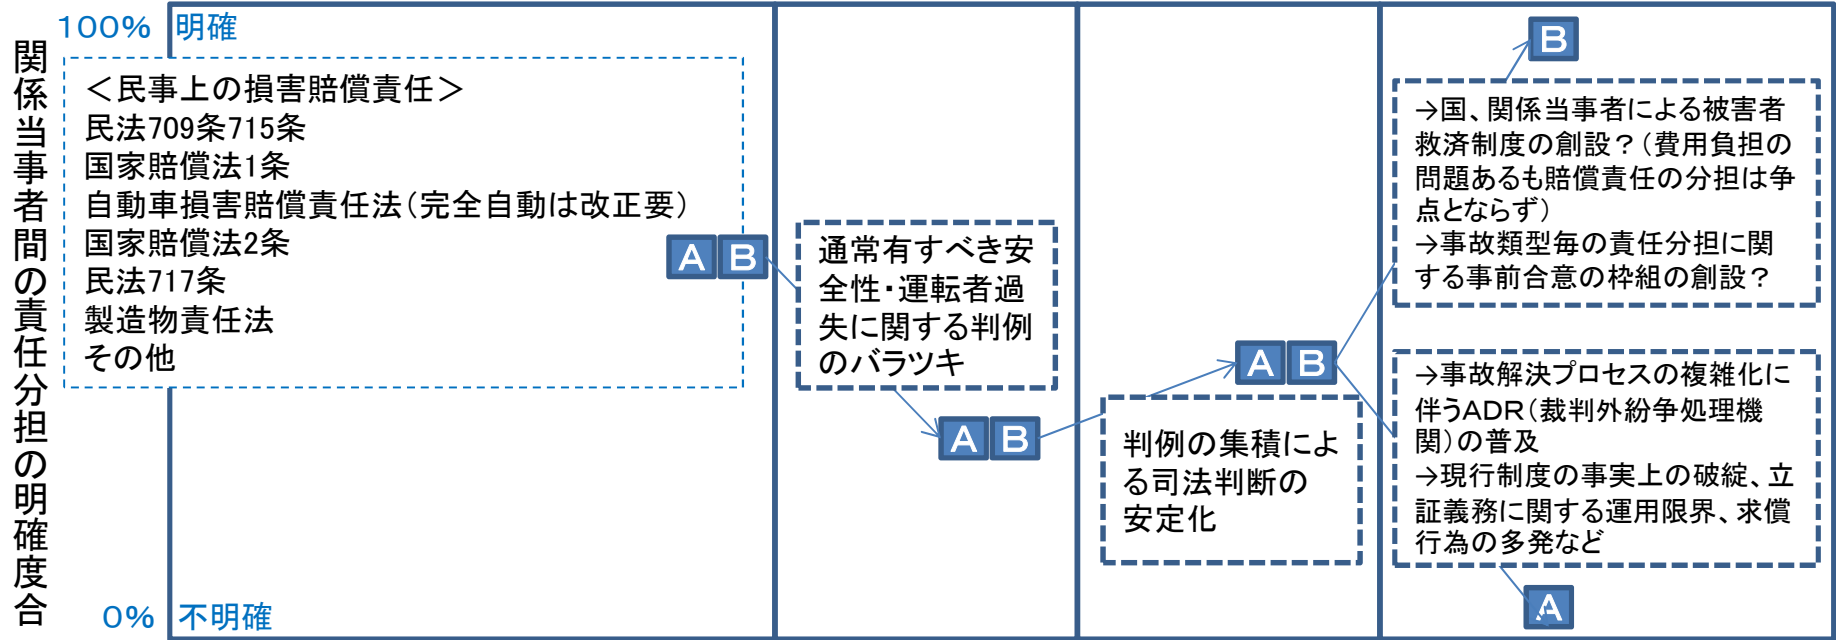 関係当事者間の責任分担の明確度合
100% 明確
＜民事上の損害賠償責任＞
民法709条715条
国家賠償法1条
自動車損害賠償責任法（完全自動は改正要）
国家賠償法2条
民法717条
製造物責任法
その他
0% 不明確
A B
通常有すべき安
全性・運転者過
失に関する判例
のバラツキ
A B
判例の集積によ
る司法判断の
安定化
A B
B
→国、関係当事者による被害者
救済制度の創設？（費用負担の
問題あるも賠償責任の分担は争
点とならず）
→事故類型毎の責任分担に関
する事前合意の枠組の創設？
→事故解決プロセスの複雑化に
伴うADR（裁判外紛争処理機
関）の普及
→現行制度の事実上の破綻、立
証義務に関する運用限界、求償
行為の多発など
A